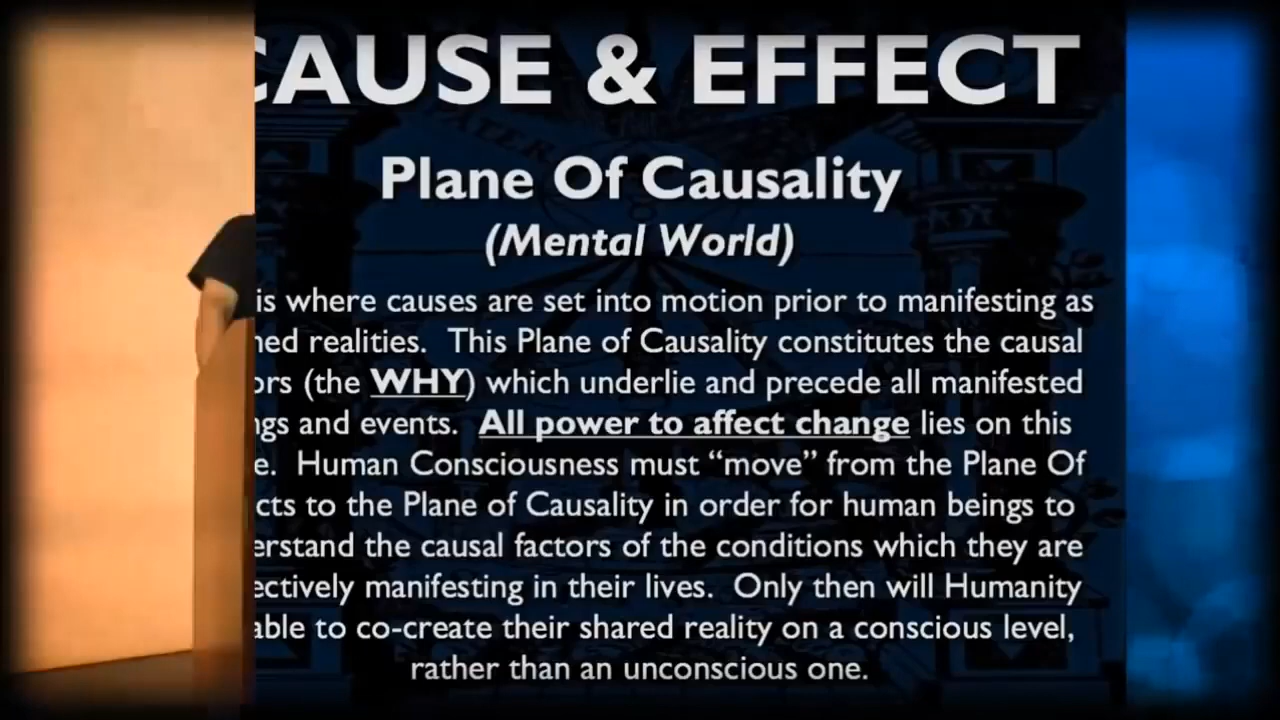 CAUSE & EFFECT
Plane Of Causality
(Mental World)
is where causes are set into motion prior to manifesting as
realities. This Plane of Causality constitutes the causal
(the WHY) which underlie and precede all manifested
and events. All power to affect change lies on this
Human Consciousness must “move” from the Plane Of
to the Plane of Causality in order for human beings to
the causal factors of the conditions which they are
manifesting in their lives. Only then will Humanity
able to co-create their shared reality on a conscious level,
rather than an unconscious one.